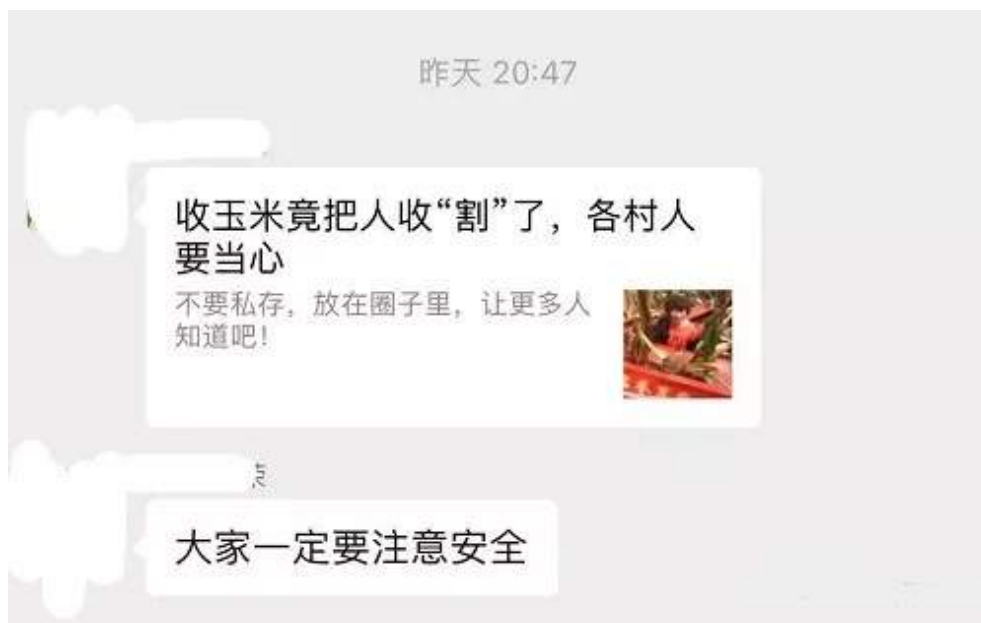 昨天 20:47
收玉米竟把人收“割”了，各村人
要当心
不要私存，放在圈子里，让更多人
知道吧！
大家一定要注意安全